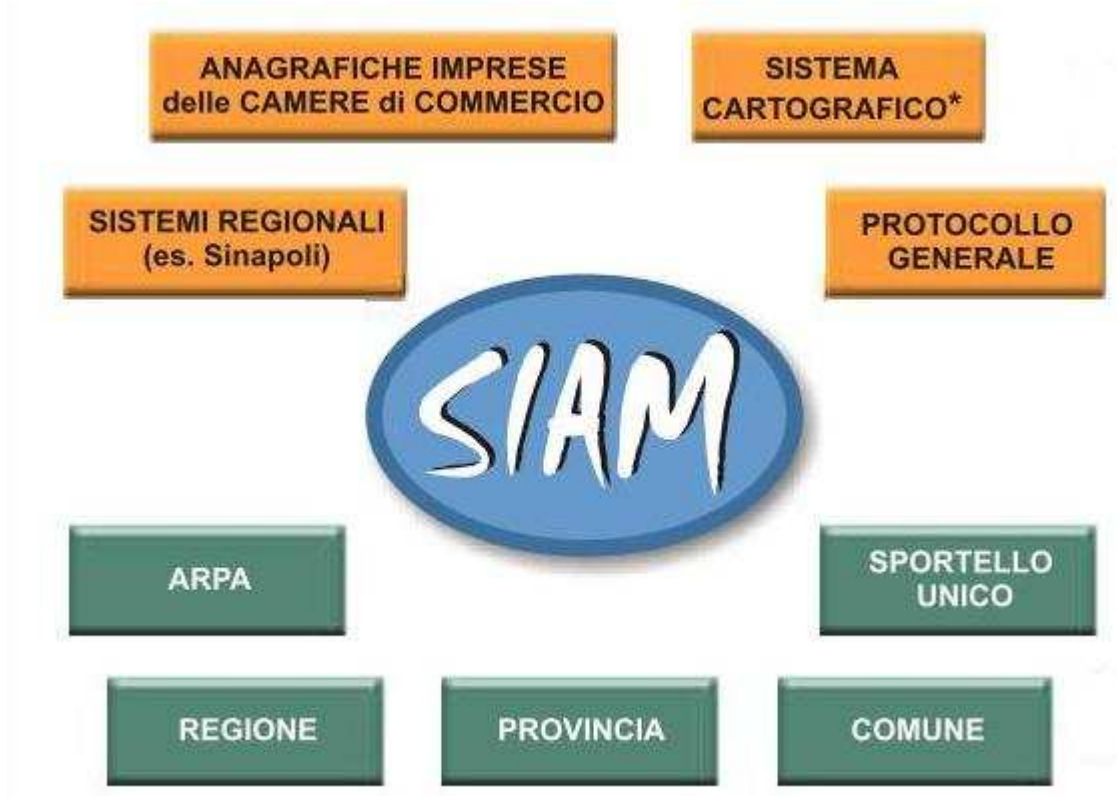 ANAGRAFICHE IMPRESE
delle CAMERE di COMMERCIO
SISTEMA
CARTOGRAFICO*
SISTEMI REGIONALI
(es. Sinapoli)
PROTOCOLLO
GENERALE
SIAM
ARPA
SPORTELLO
UNICO
REGIONE
PROVINCIA
COMUNE